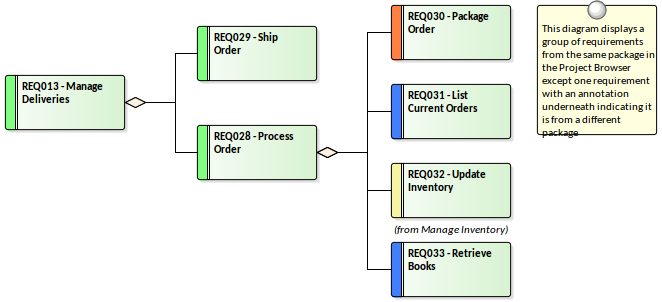 REQ013 - Manage
Deliveries
REQ029 - Ship
Order
REQ028 - Process
Order
REQ030 - Package
Order
REQ031 - List
Current Orders
REQ032 - Update
Inventory
(from Manage Inventory)
REQ033 - Retrieve
Books
This diagram displays a
group of requirements
from the same package in
the Project Browser
except one requirement
with an annotation
underneath indicating it
is from a different
package